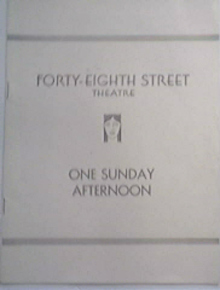 FORTY-EIGHTH STREET
THEATRE
ONE SUNDAY
AFTERNOON